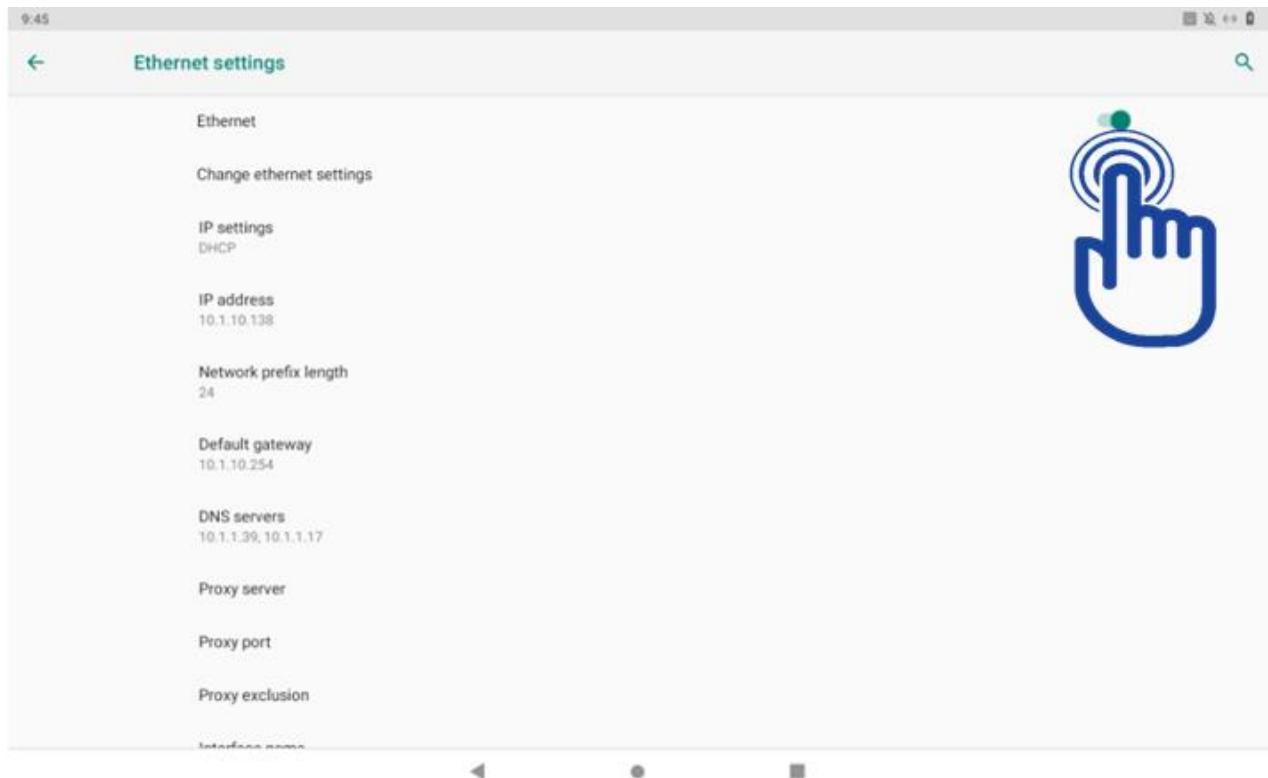 9:45
Ethernet settings
Ethernet
Change ethernet settings
IP settings
DHCP
IP address
10.1.10.138
Network prefix length
24
Default gateway
10.1.10.254
DNS servers
10.1.1.39, 10.1.1.17
Proxy server
Proxy port
Proxy exclusion
Interface name